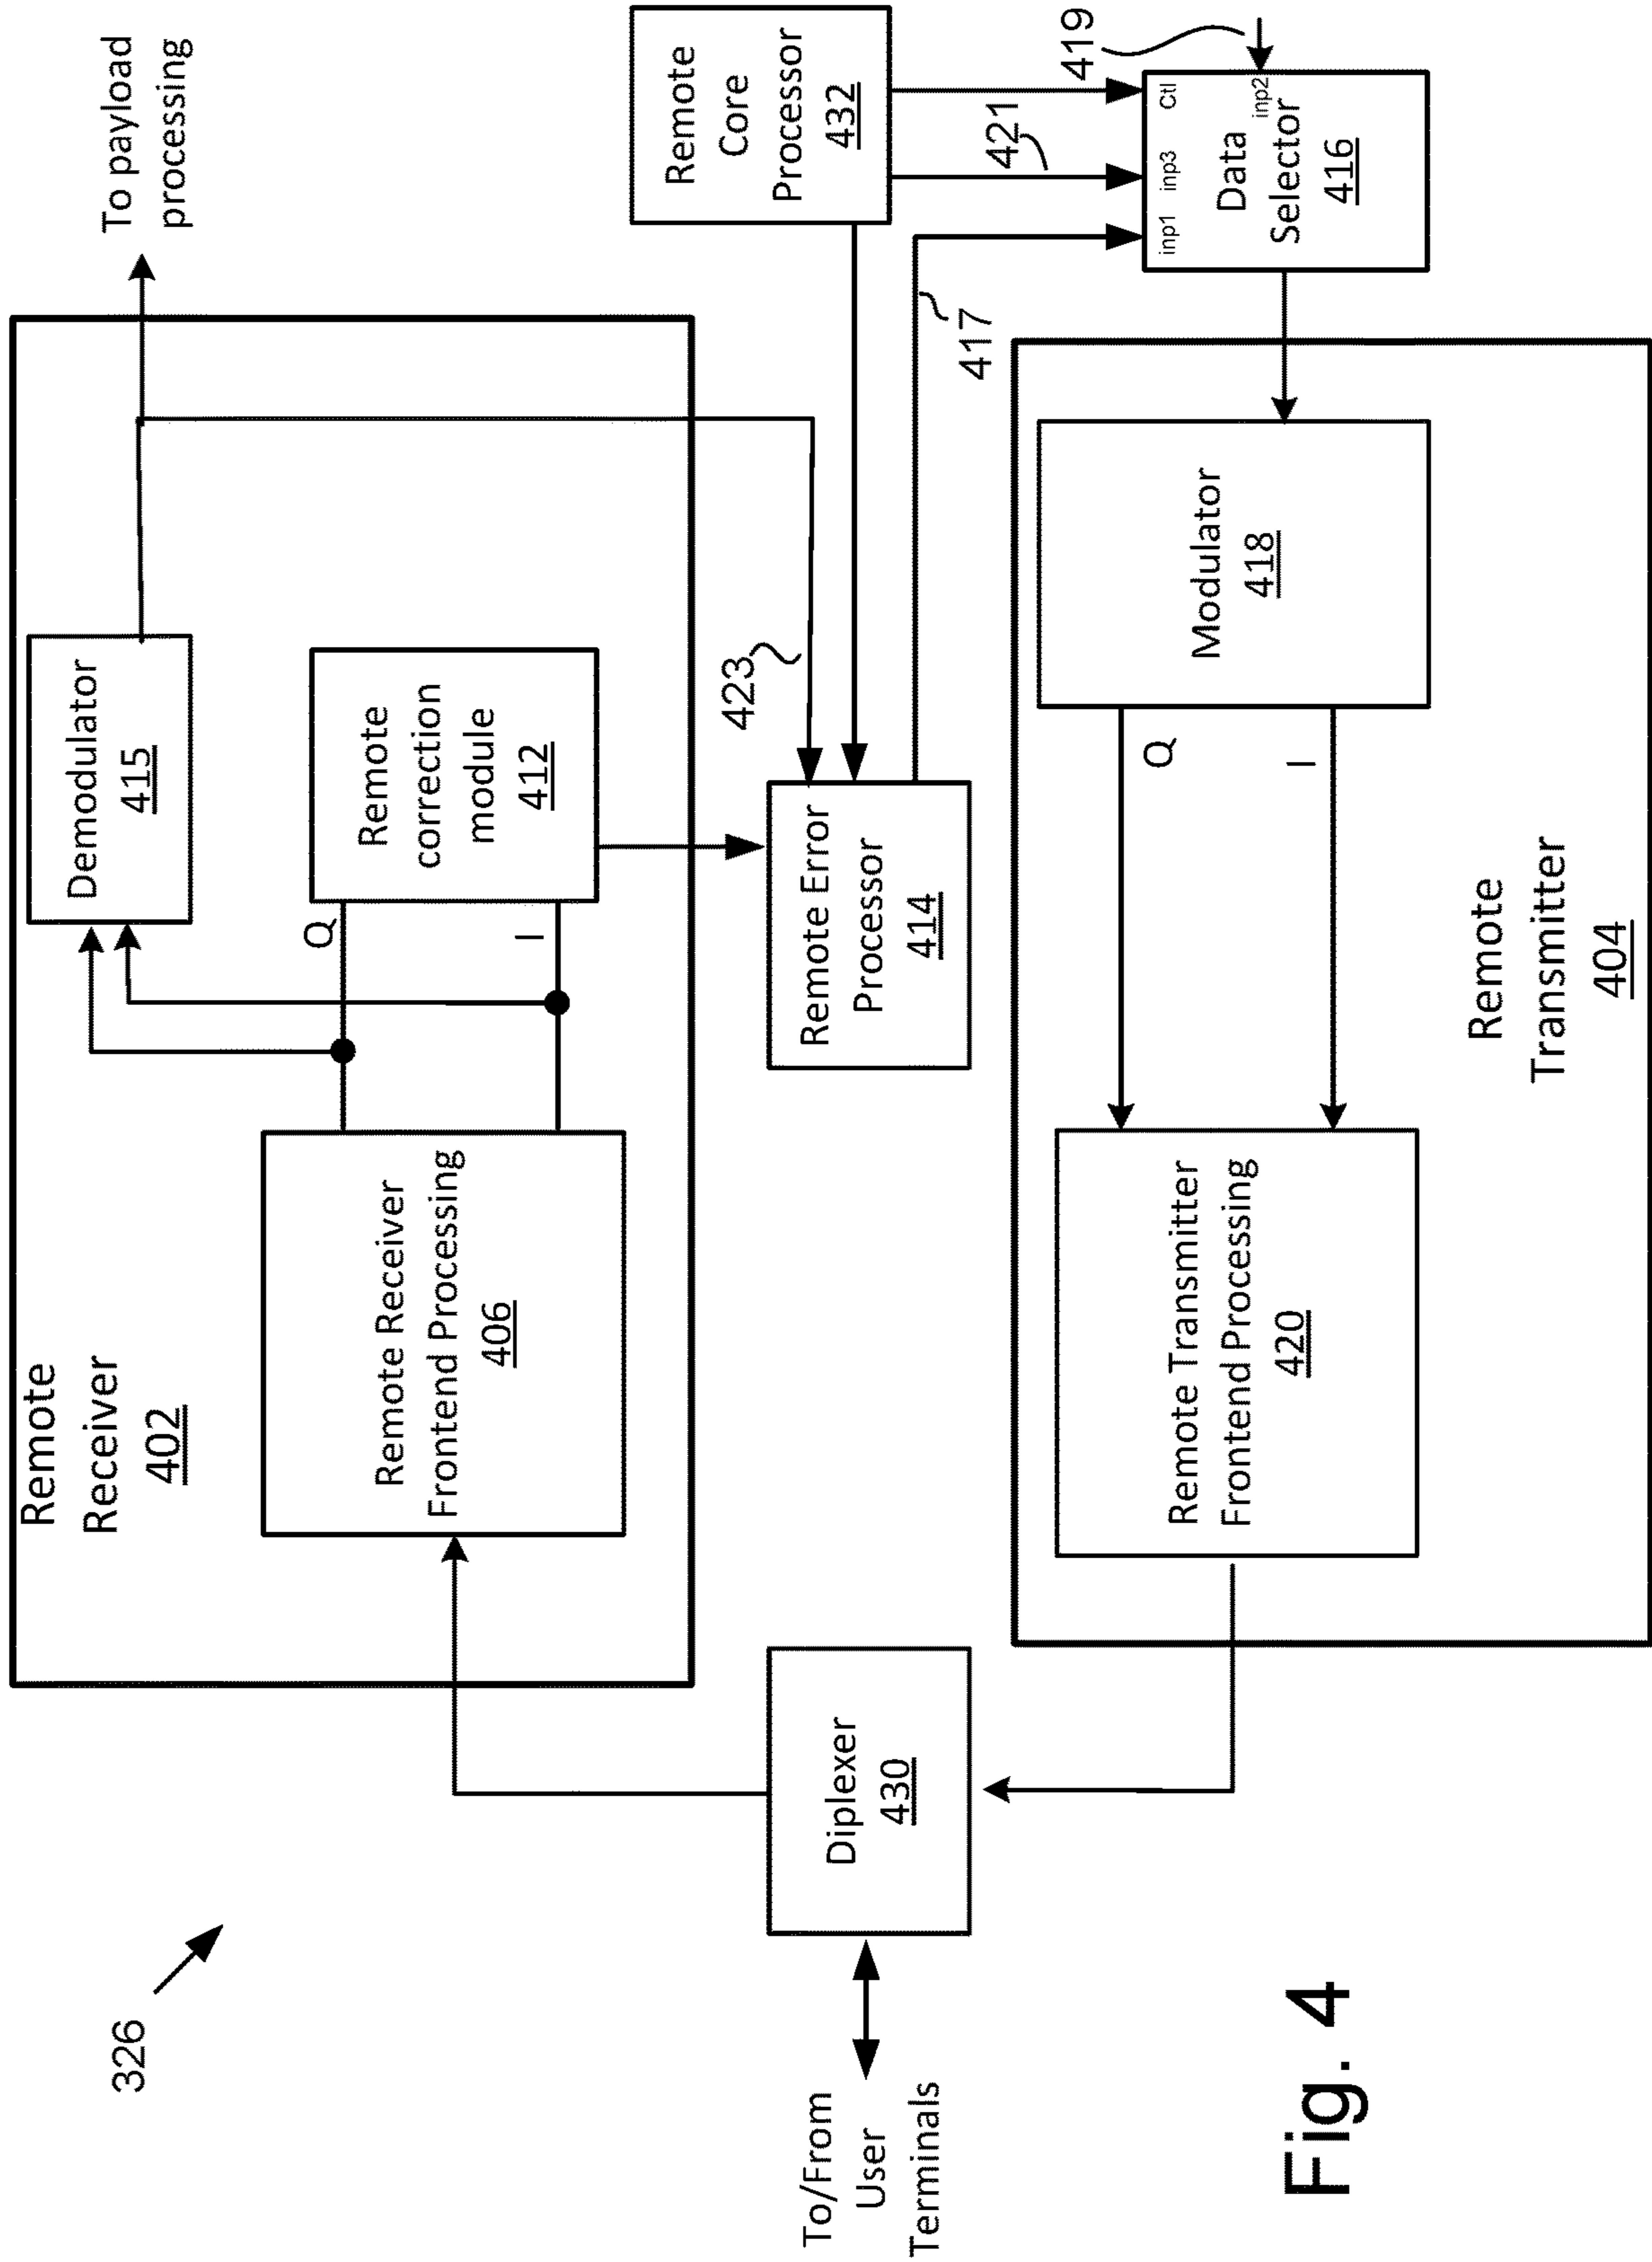 326
Remote
Receiver
402
To payload
processing
Demodulator
415
Remote Receiver
Frontend Processing
406
Q
I
Remote
correction
module
412
423
Remote
Core
Processor
432
To/From
User
Terminals
Diplexer
430
Remote Error
Processor
414
417
421
419
inp1
inp3
Ctl
inp2
Data
Selector
416
Remote Transmitter
Frontend Processing
420
Q
I
Modulator
418
Remote
Transmitter
404
Fig. 4